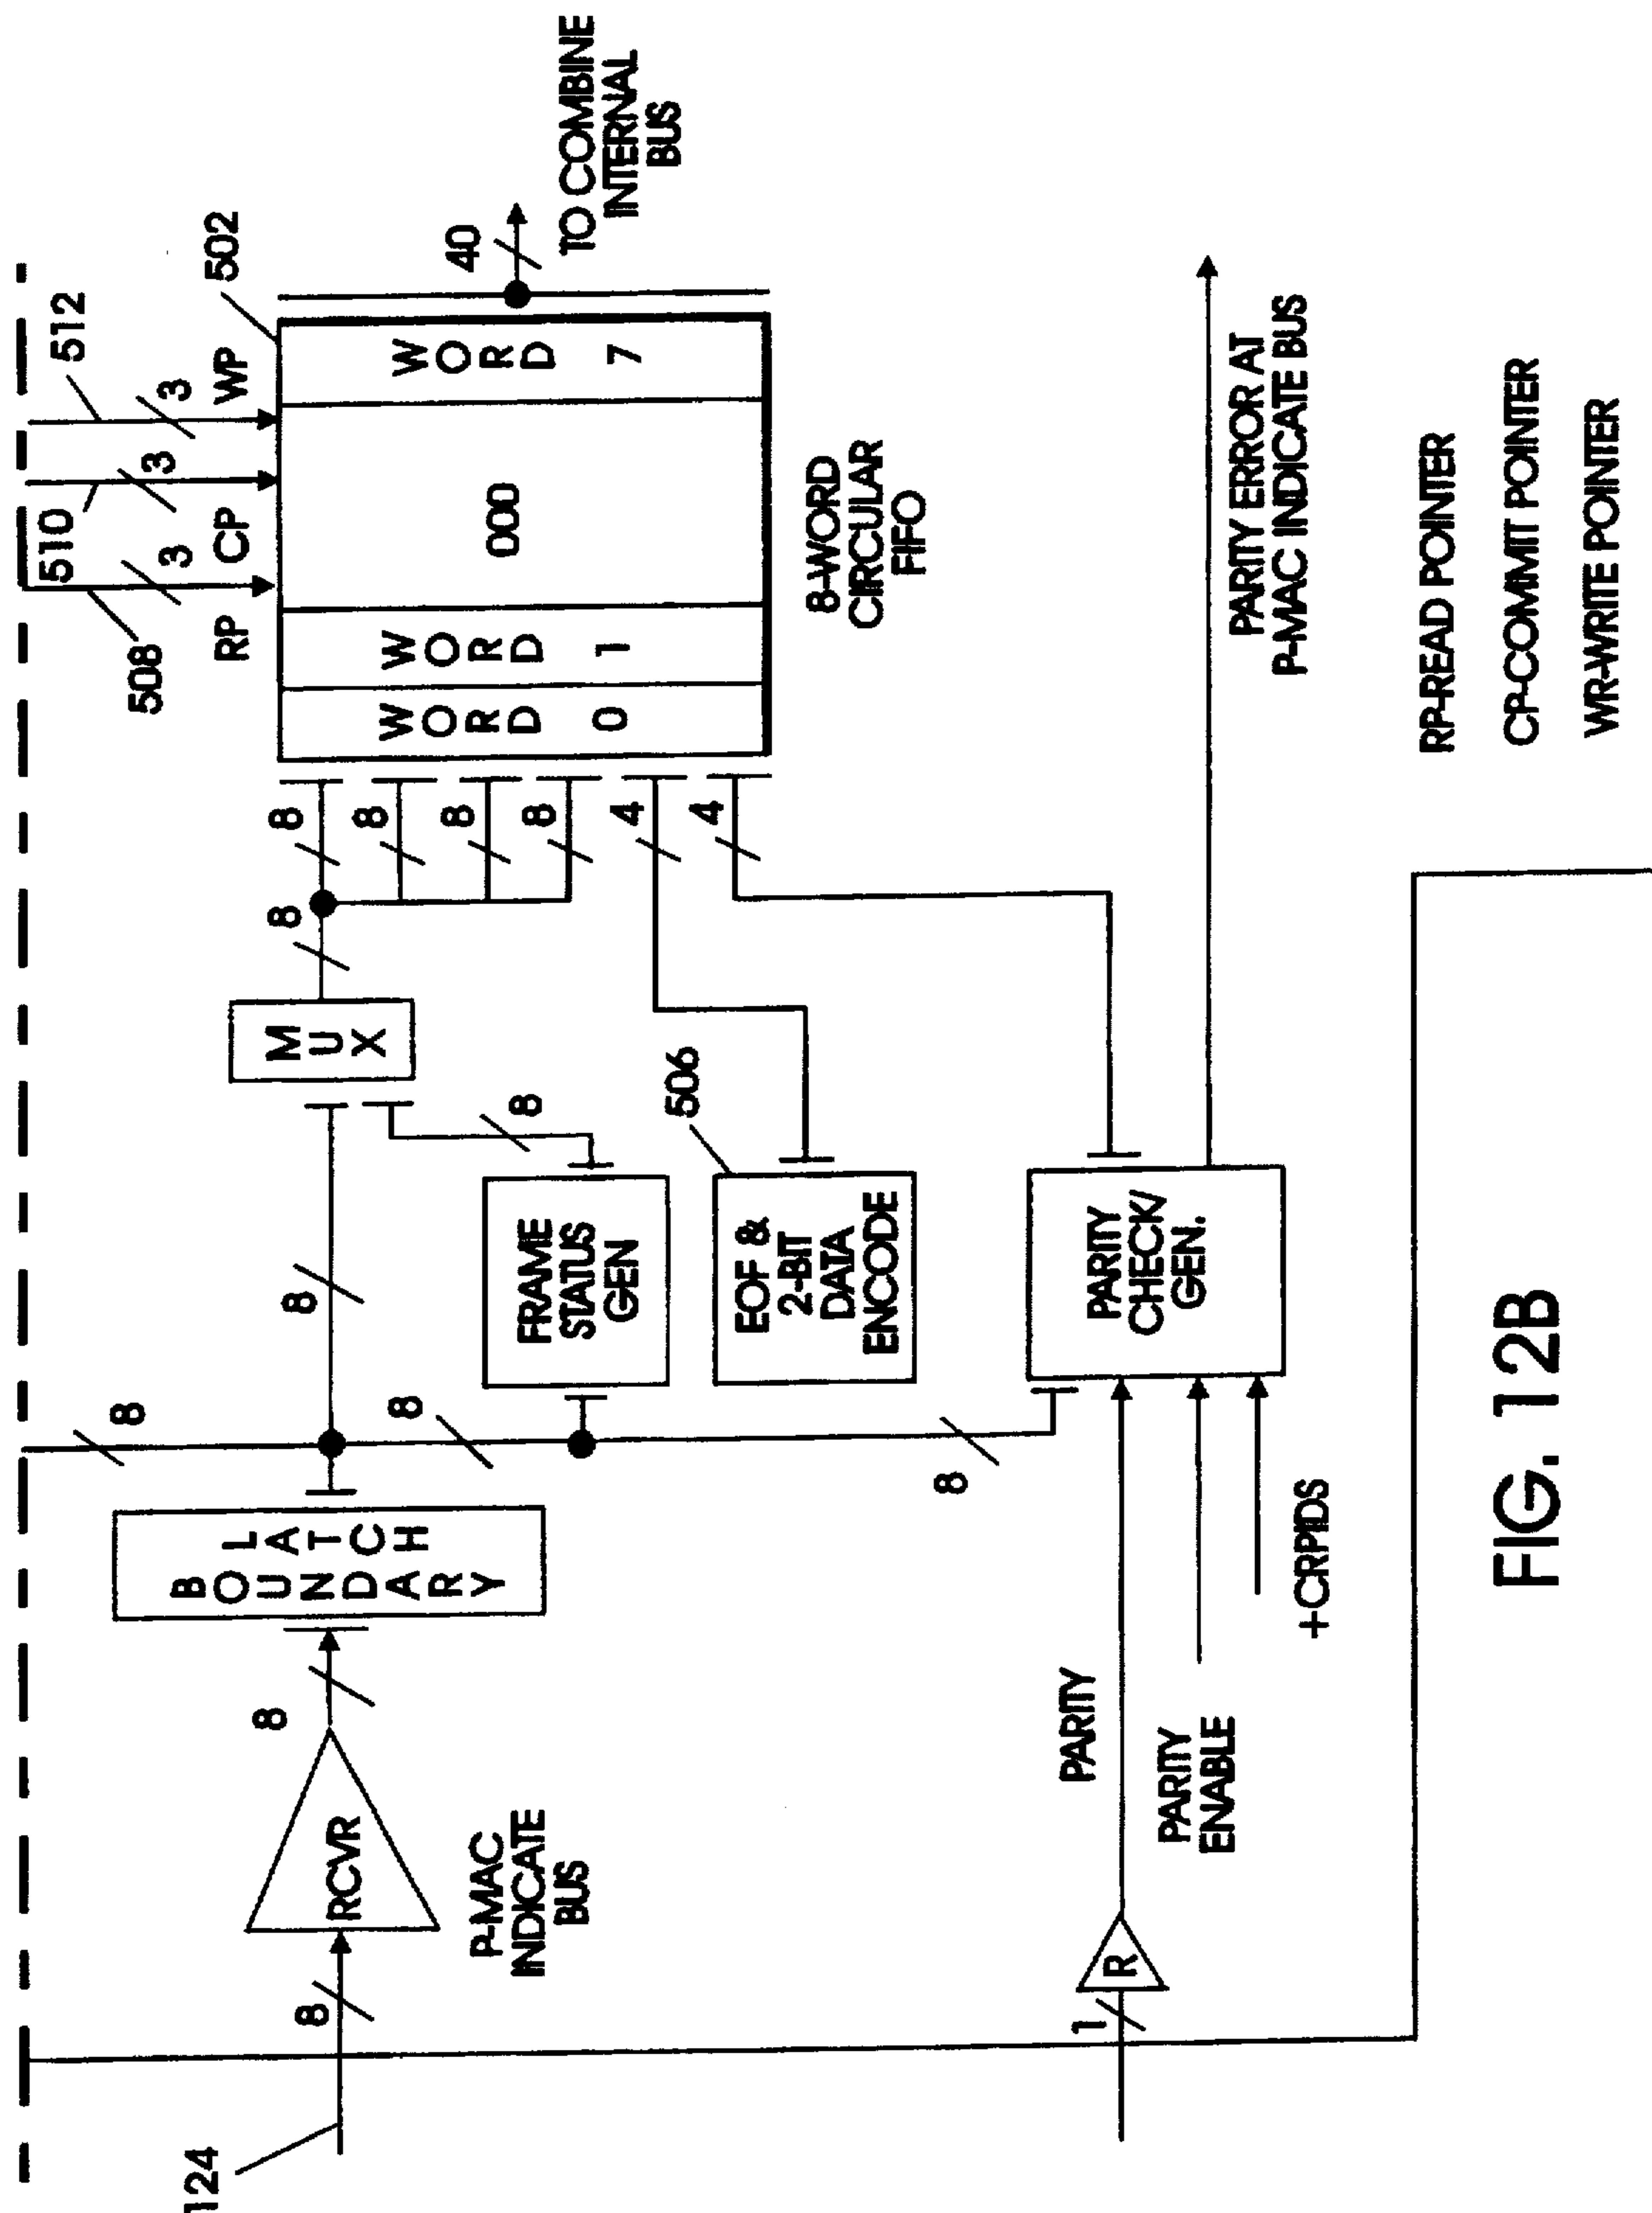 124
8
RCVR
P-MAC
INDICATE
BUS
8
BOUNDARY
LATCH
8
8
8
8
8
FRAME
STATUS
GEN
8
MUX
8
8
8
8
8
4
4
506
EOF &
2-BIT
DATA
ENCODE
508
510
512
3
3
3
RP
CP
WP
502
WORD 0
WORD 1
000
WORD 7
8-WORD
CIRCULAR
FIFO
40
TO COMBINE
INTERNAL
BUS
1
R
PARITY
PARITY
ENABLE
+CRPIDS
PARITY
CHECK/
GEN.
PARITY ERROR AT
P-MAC INDICATE BUS
RP-READ POINTER
CP-COMMIT POINTER
WR-WRITE POINTER
FIG. 12B